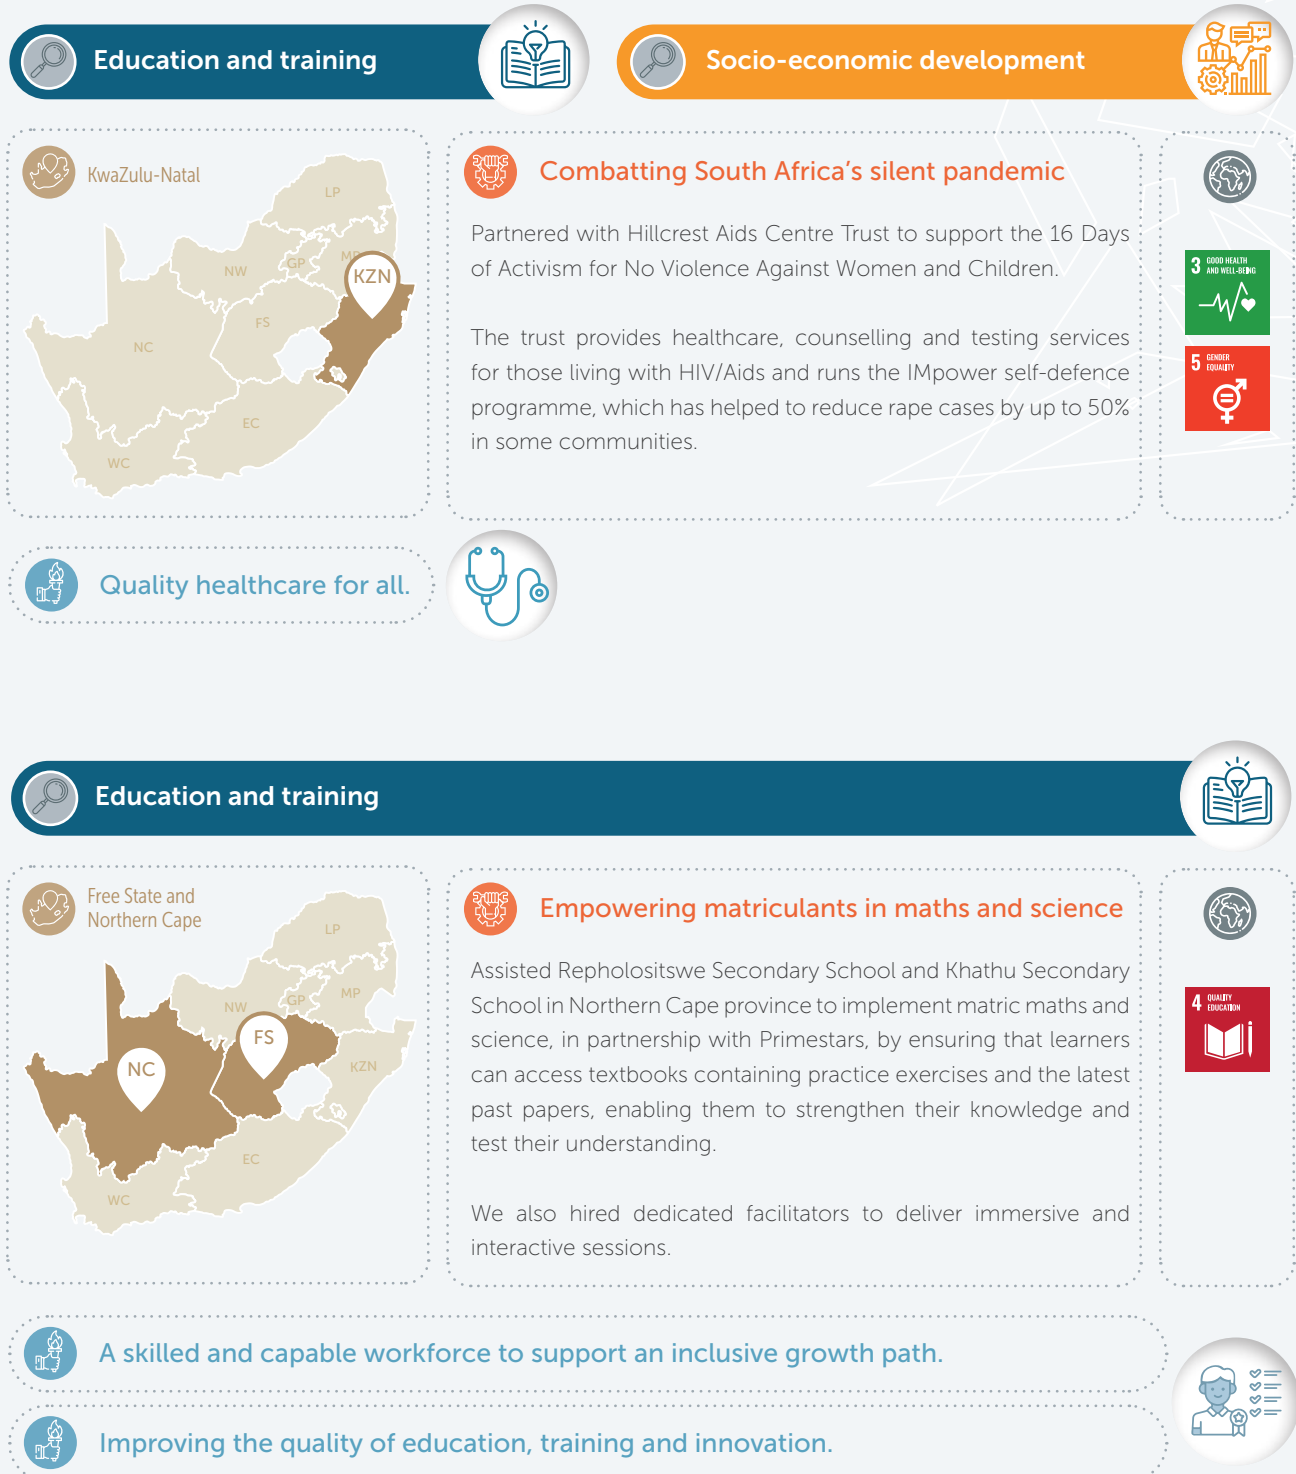 Education and training
Socio-economic development
KwaZulu-Natal
LP
NW
GP
MP
KZN
FS
NC
EC
WC
Combatting South Africa's silent pandemic
Partnered with Hillcrest Aids Centre Trust to support the 16 Days
of Activism for No Violence Against Women and Children.
The trust provides healthcare, counselling and testing services
for those living with HIV/Aids and runs the IMpower self-defence
programme, which has helped to reduce rape cases by up to 50%
in some communities.
3 GOOD HEALTH
AND WELL-BEING
5 GENDER
EQUALITY
Quality healthcare for all.
Education and training
Free State and
Northern Cape
LP
NW
GP
MP
FS
NC
KZN
EC
WC
Empowering matriculants in maths and science
Assisted Repholositswe Secondary School and Khathu Secondary
School in Northern Cape province to implement matric maths and
science, in partnership with Primestars, by ensuring that learners
can access textbooks containing practice exercises and the latest
past papers, enabling them to strengthen their knowledge and
test their understanding.
We also hired dedicated facilitators to deliver immersive and
interactive sessions.
4 QUALITY
EDUCATION
A skilled and capable workforce to support an inclusive growth path.
Improving the quality of education, training and innovation.